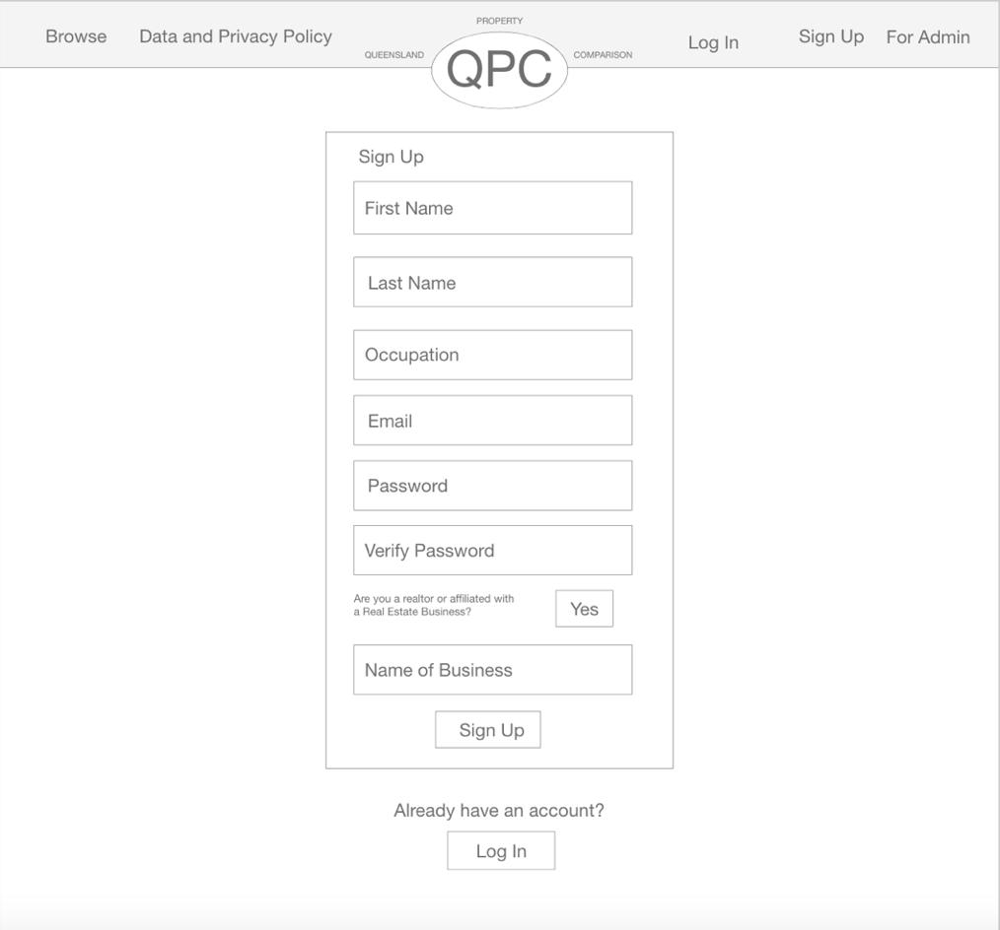 Browse
Data and Privacy Policy
PROPERTY
QUEENSLAND
QPC
COMPARISON
Log In
Sign Up
For Admin
Sign Up
First Name
Last Name
Occupation
Email
Password
Verify Password
Are you a realtor or affiliated with
a Real Estate Business?
Yes
Name of Business
Sign Up
Already have an account?
Log In